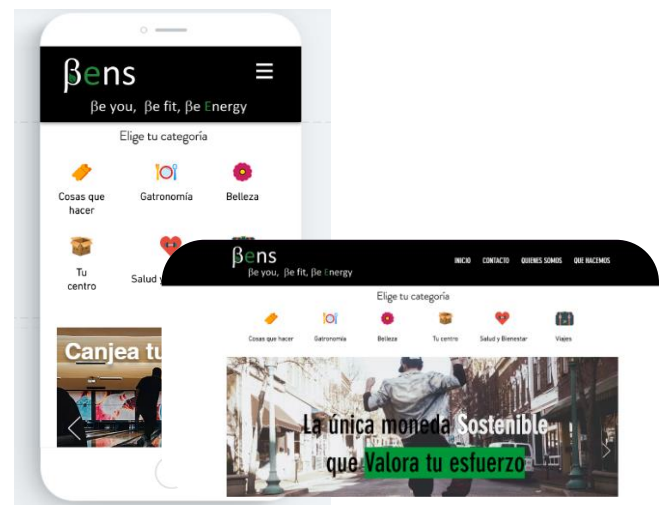 βens
βe you, βe fit, βe Energy
Elige tu categoría
Cosas que hacer
Gatronomía
Belleza
Tu centro
Salud y
Canjea tu
βens
βe you, βe fit, βe Energy
INICIO CONTACTO QUIENES SOMOS QUE HACEMOS
Elige tu categoría
Cosas que hacer Gatronomía Belleza Tu centro Salud y Bienestar Viajes
La única moneda Sostenible
que Valora tu esfuerzo